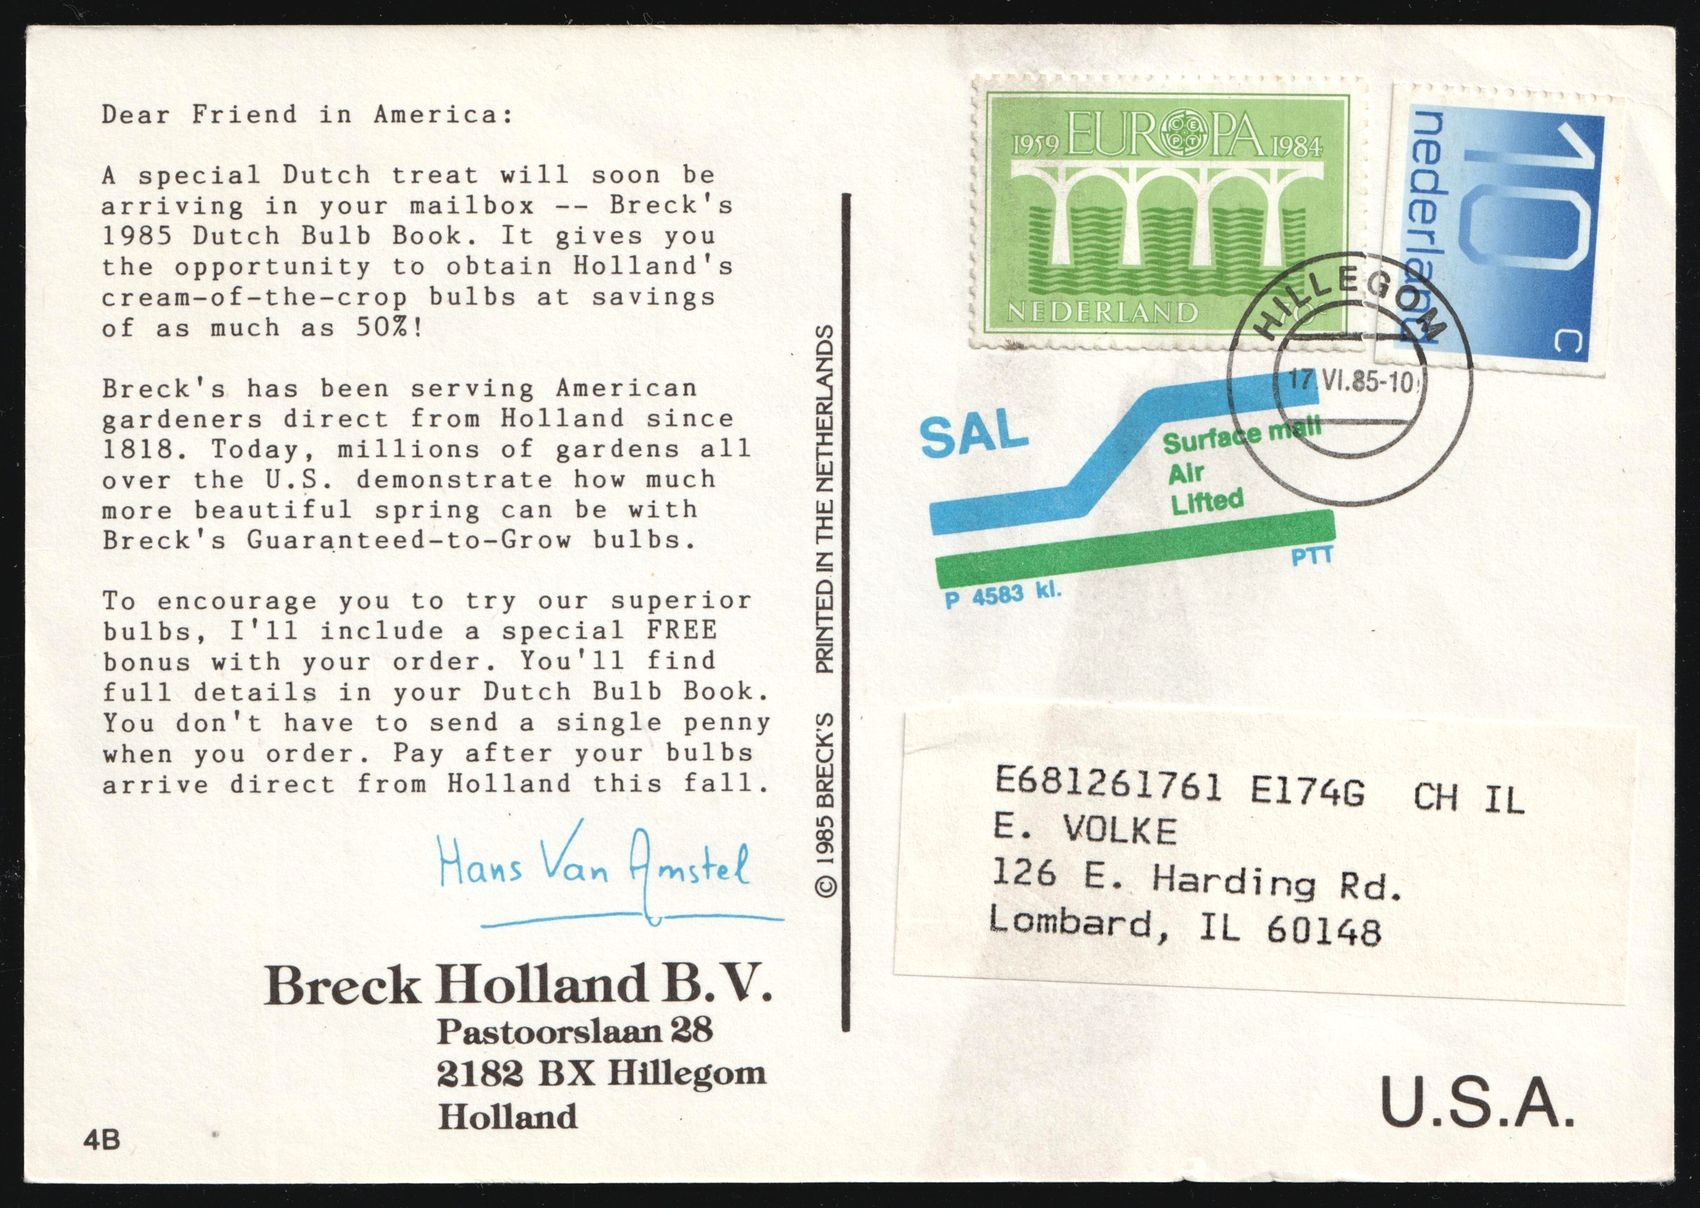 Dear Friend in America:
A special Dutch treat will soon be
arriving in your mailbox -- Breck's
1985 Dutch Bulb Book. It gives you
the opportunity to obtain Holland's
cream-of-the-crop bulbs at savings
of as much as 50%!
Breck's has been serving American
gardeners direct from Holland since
1818. Today, millions of gardens all
over the U.S. demonstrate how much
more beautiful spring can be with
Breck's Guaranteed-to-Grow bulbs.
To encourage you to try our superior
bulbs, I'll include a special FREE
bonus with your order. You'll find
full details in your Dutch Bulb Book.
You don't have to send a single penny
when you order. Pay after your bulbs
arrive direct from Holland this fall.
Hans Van Amstel
Breck Holland B.V.
Pastoorslaan 28
2182 BX Hillegom
Holland
4B
© 1985 BRECK'S PRINTED IN THE NETHERLANDS
1959 EUROPA 1984
CEPT
NEDERLAND
10
nederland
C
HILLEGOM
17.VI.85-10
SAL
Surface mail
Air
Lifted
PTT
P 4583 kl.
E681261761 E174G CH IL
E. VOLKE
126 E. Harding Rd.
Lombard, IL 60148
U.S.A.